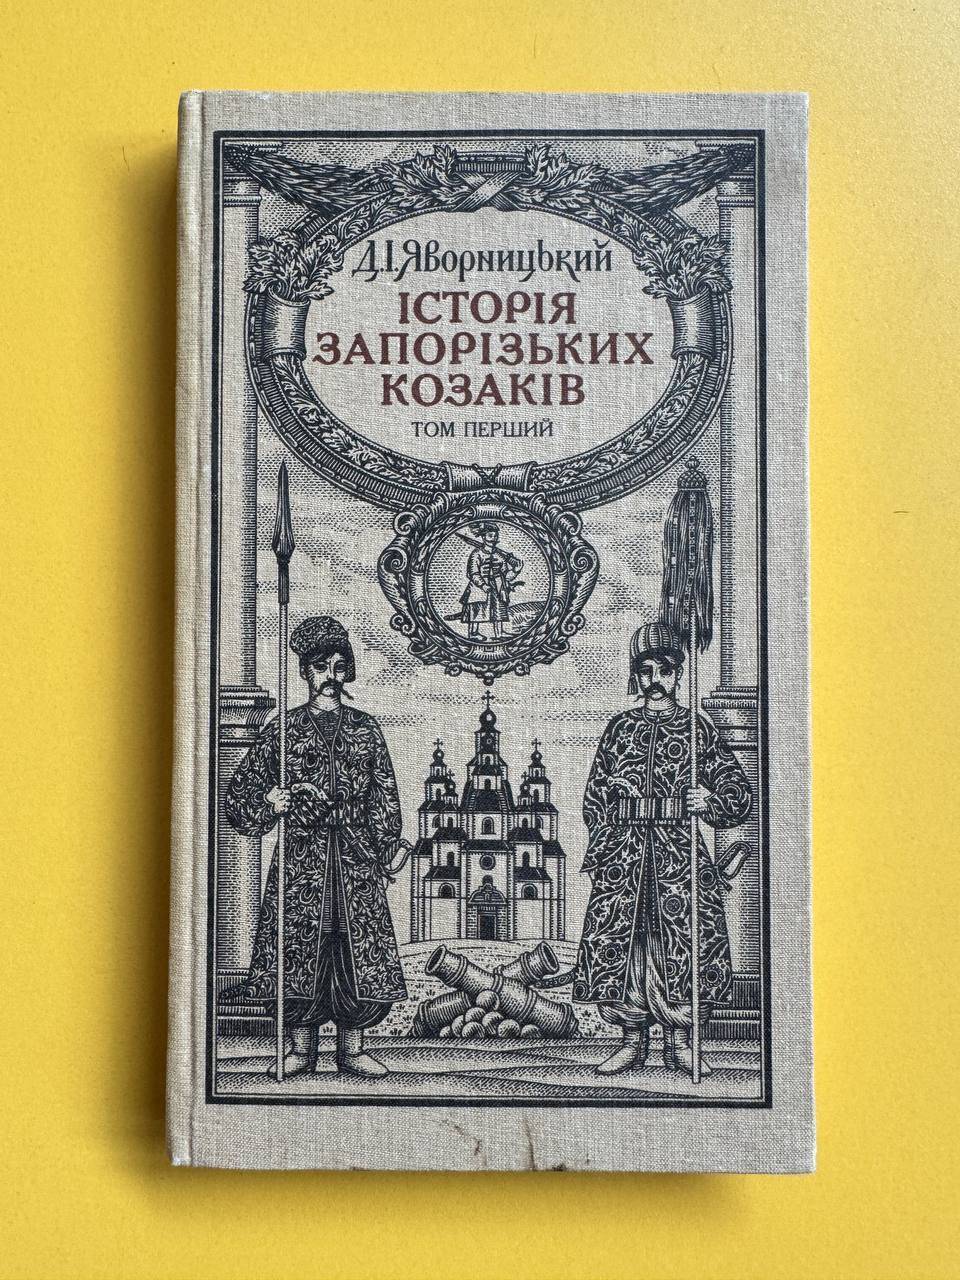 Д.І.Яворницький
ІСТОРІЯ
ЗАПОРІЗЬКИХ
КОЗАКІВ
ТОМ ПЕРШИЙ